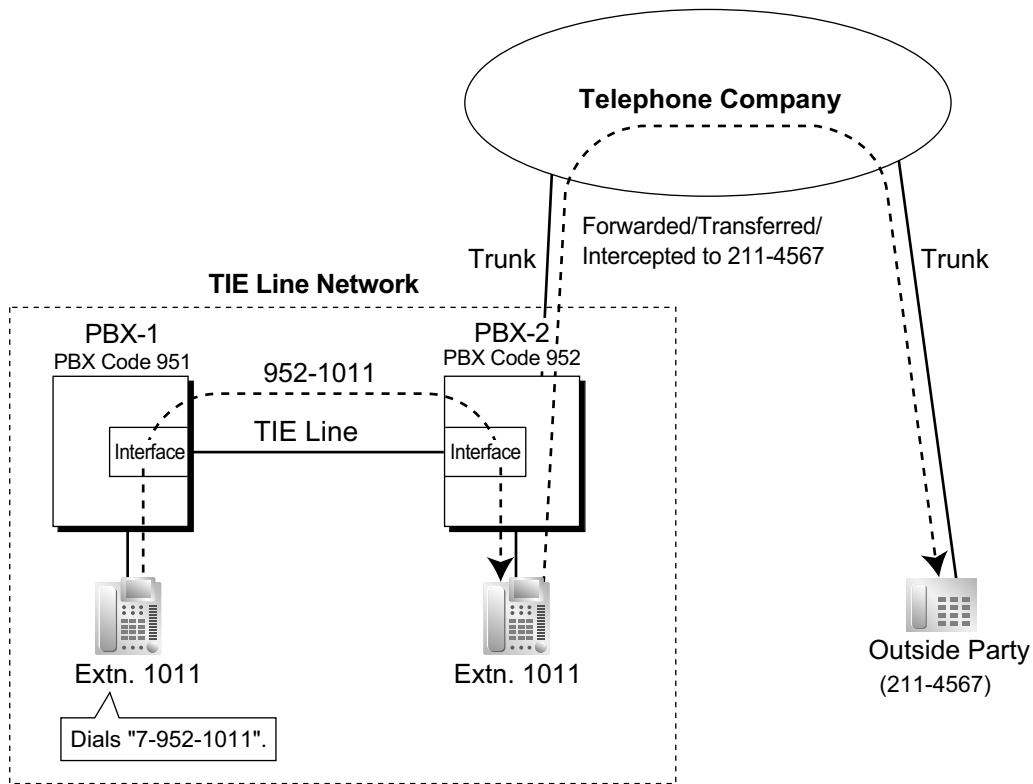 Telephone Company
Forwarded/Transferred/
Intercepted to 211-4567
Trunk
Trunk
TIE Line Network
PBX-1
PBX Code 951
PBX-2
PBX Code 952
952-1011
TIE Line
Interface
Interface
Extn. 1011
Extn. 1011
Dials "7-952-1011".
Outside Party
(211-4567)